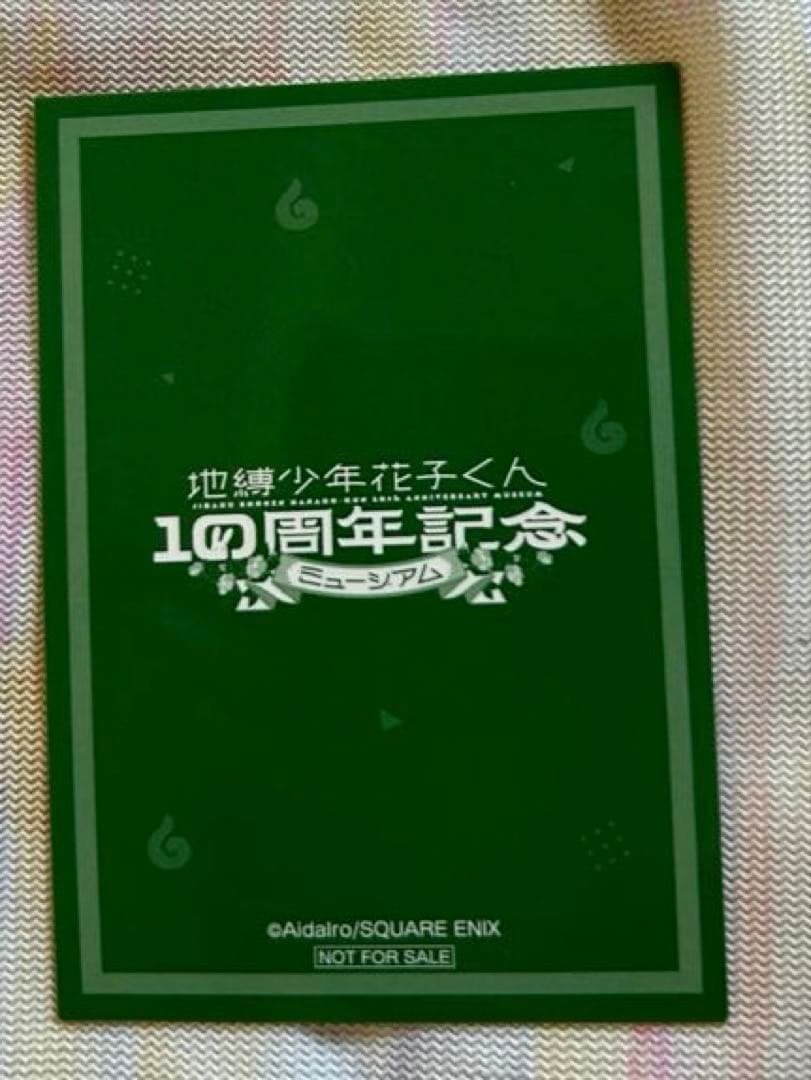 地縛少年花子くん
JIBAKU SHONEN HANAKO-KUN 10TH ANNIVERSARY MUSEUM
10周年記念
ミュージアム
©AidaIro/SQUARE ENIX
NOT FOR SALE